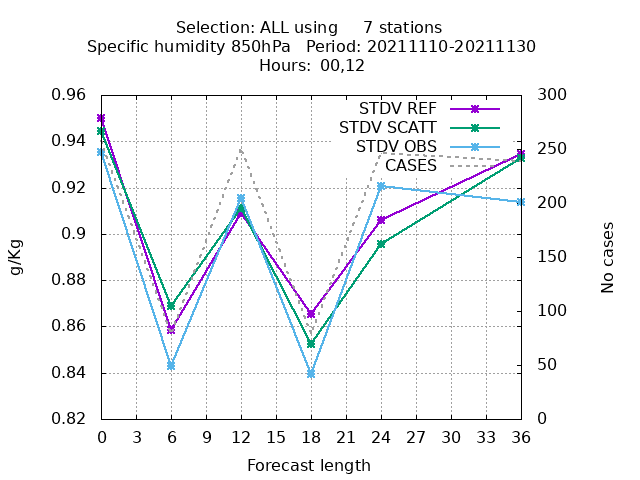 Selection: ALL using     7 stations
Specific humidity 850hPa   Period: 20211110-20211130
Hours:  00,12
STDV REF
STDV SCATT
STDV OBS
CASES
0.96
0.94
0.92
0.9
0.88
0.86
0.84
0.82
300
250
200
150
100
50
0
g/Kg
No cases
0 3 6 9 12 15 18 21 24 27 30 33 36
Forecast length